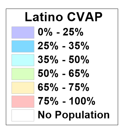 Latino CVAP
0% - 25%
25% - 35%
35% - 50%
50% - 65%
65% - 75%
75% - 100%
No Population